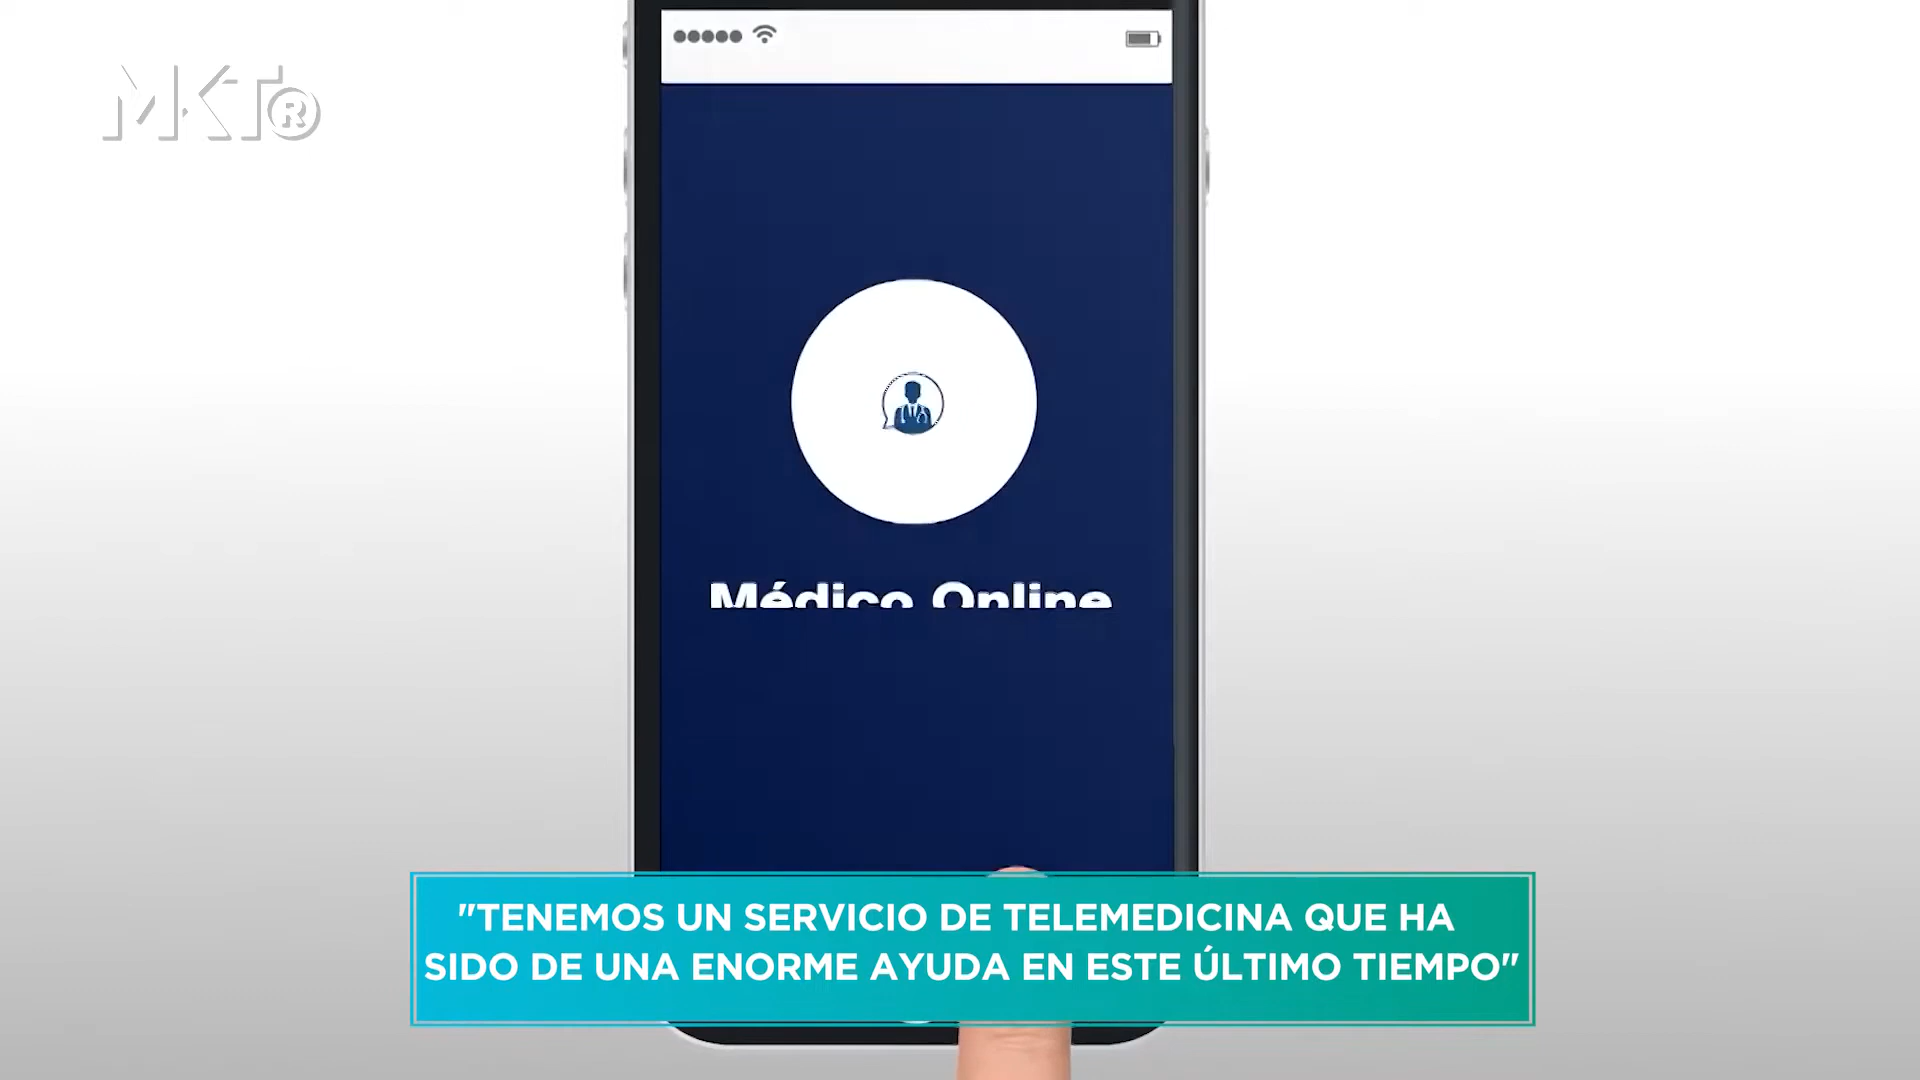 MKT®
Médico Online
"TENEMOS UN SERVICIO DE TELEMEDICINA QUE HA
SIDO DE UNA ENORME AYUDA EN ESTE ÚLTIMO TIEMPO"